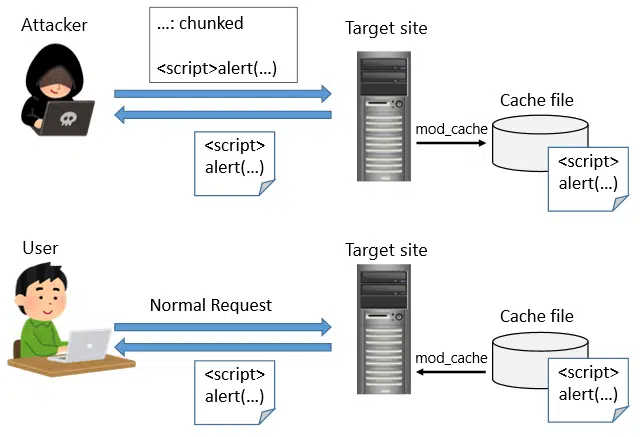 Attacker
...: chunked
<script>alert(...)
Target site
Cache file
mod_cache
<script>
alert(...)
<script>
alert(...)
User
Target site
Normal Request
Cache file
mod_cache
<script>
alert(...)
<script>
alert(...)